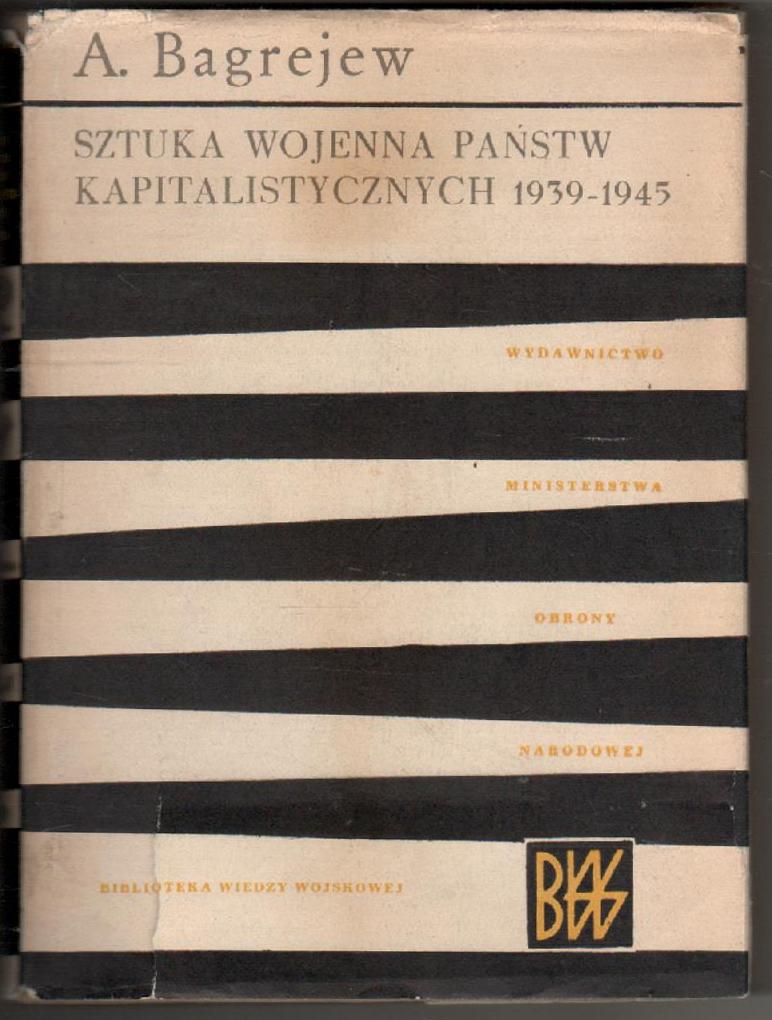 A. Bagrejew
SZTUKA WOJENNA PAŃSTW
KAPITALISTYCZNYCH 1939-1945
WYDAWNICTWO
MINISTERSTWA
OBRONY
NARODOWEJ
BIBLIOTEKA WIEDZY WOJSKOWEJ
BWW